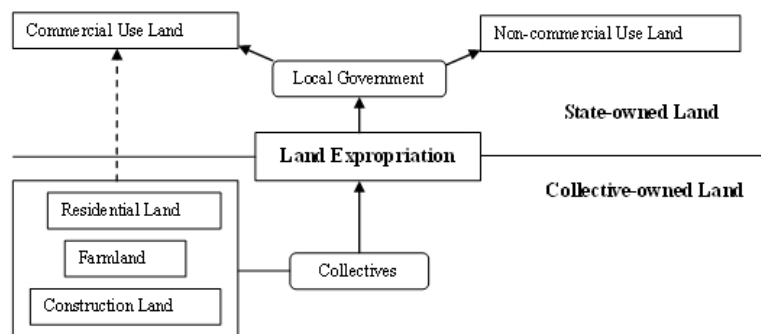 Commercial Use Land
Non-commercial Use Land
Local Government
State-owned Land
Land Expropriation
Collective-owned Land
Residential Land
Farmland
Collectives
Construction Land